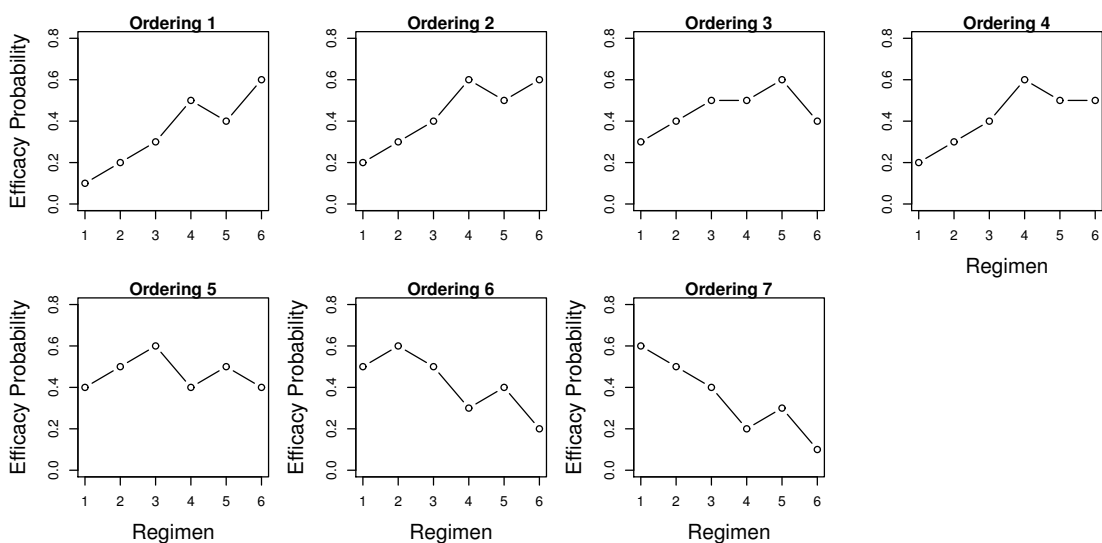 Ordering 1
Efficacy Probability
0.8
0.6
0.4
0.2
0.0
1 2 3 4 5 6
Ordering 2
0.8
0.6
0.4
0.2
0.0
1 2 3 4 5 6
Ordering 3
0.8
0.6
0.4
0.2
0.0
1 2 3 4 5 6
Ordering 4
0.8
0.6
0.4
0.2
0.0
1 2 3 4 5 6
Regimen
Ordering 5
Efficacy Probability
0.8
0.6
0.4
0.2
0.0
1 2 3 4 5 6
Regimen
Ordering 6
Efficacy Probability
0.8
0.6
0.4
0.2
0.0
1 2 3 4 5 6
Regimen
Ordering 7
Efficacy Probability
0.8
0.6
0.4
0.2
0.0
1 2 3 4 5 6
Regimen